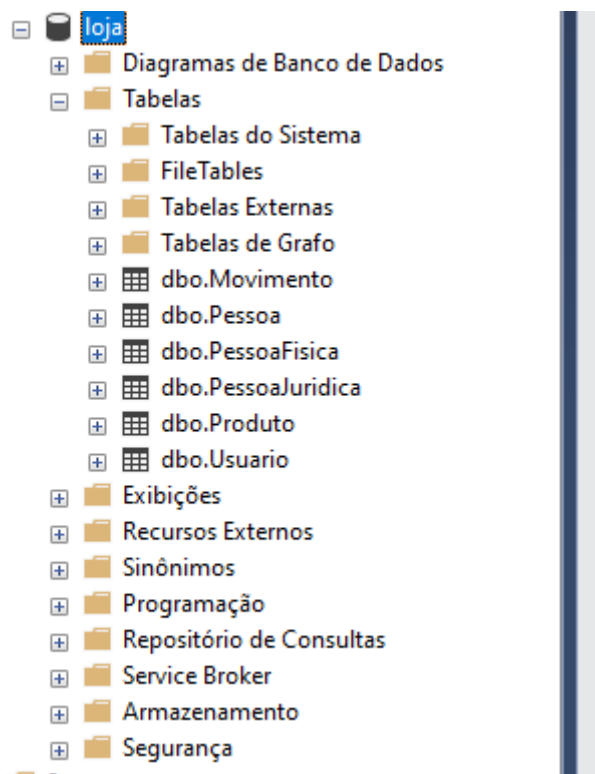 loja
Diagramas de Banco de Dados
Tabelas
Tabelas do Sistema
FileTables
Tabelas Externas
Tabelas de Grafo
dbo.Movimento
dbo.Pessoa
dbo.PessoaFisica
dbo.PessoaJuridica
dbo.Produto
dbo.Usuario
Exibições
Recursos Externos
Sinônimos
Programação
Repositório de Consultas
Service Broker
Armazenamento
Segurança